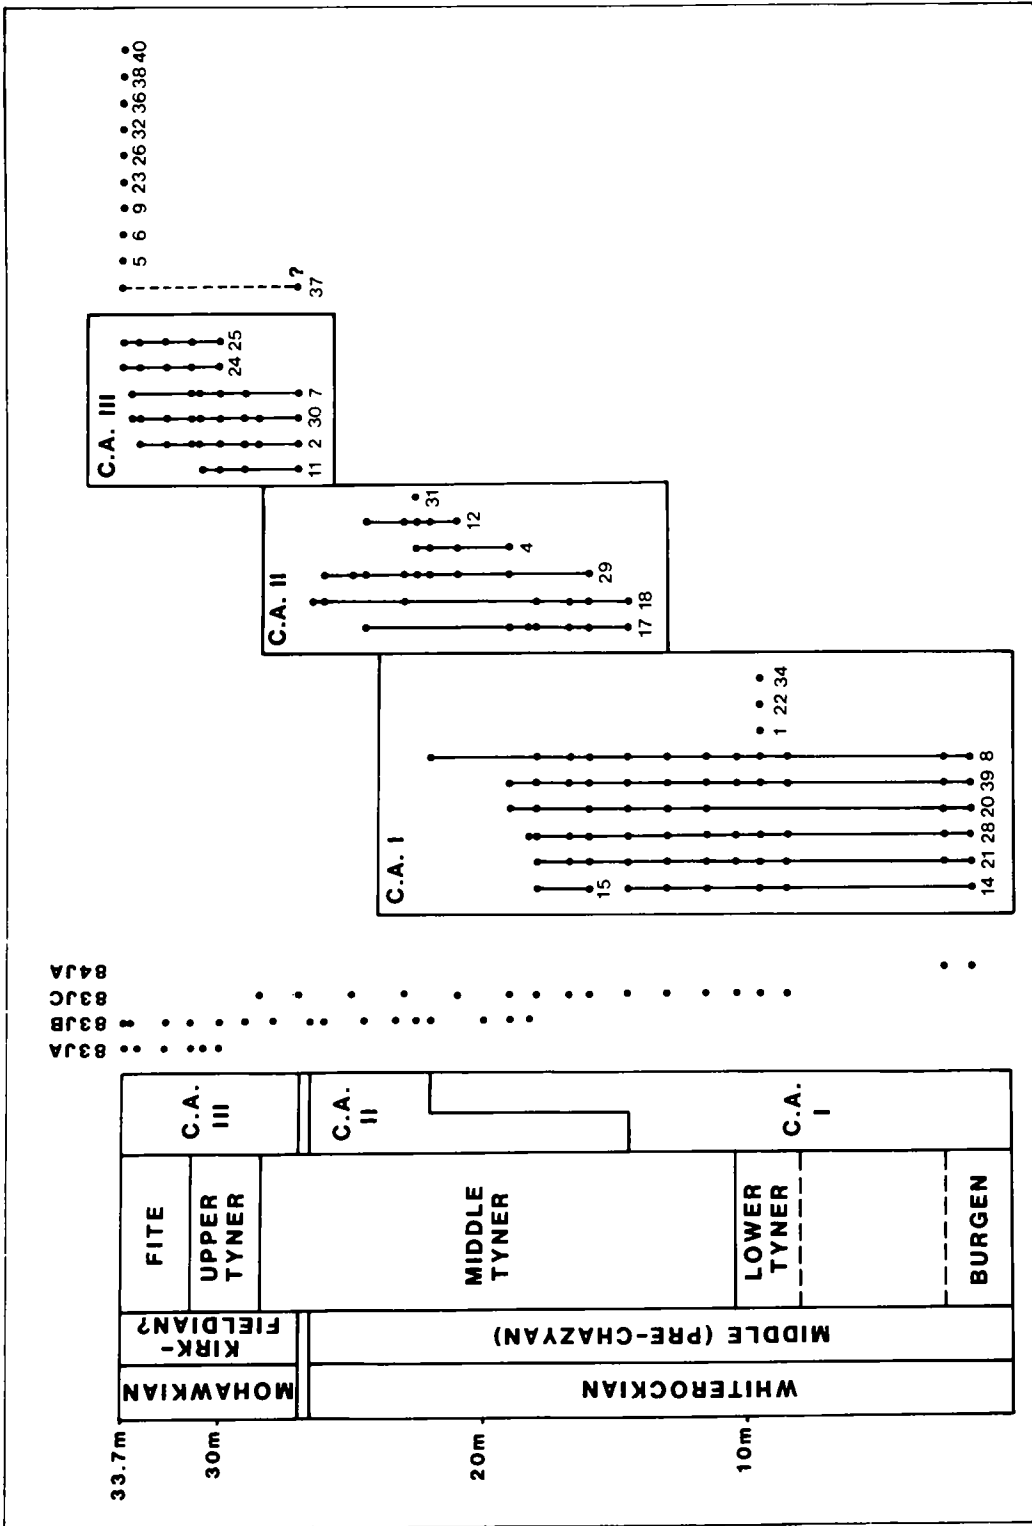 33.7m
30m
20m
10m
MOHAWKIAN
WHITEROCKIAN
KIRK-
FIELDIAN?
MIDDLE (PRE-CHAZYAN)
FITE
UPPER
TYNER
MIDDLE
TYNER
LOWER
TYNER
BURGEN
C.A.
III
C.A.
II
C.A.
I
83JA
83JB
83JC
84JA
C.A. I
14
15
21
28
20
39
8
1
22
34
C.A. II
17
18
29
4
12
31
C.A. III
11
2
30
7
24
25
?
37
5
6
9
23
26
32
36
38
40